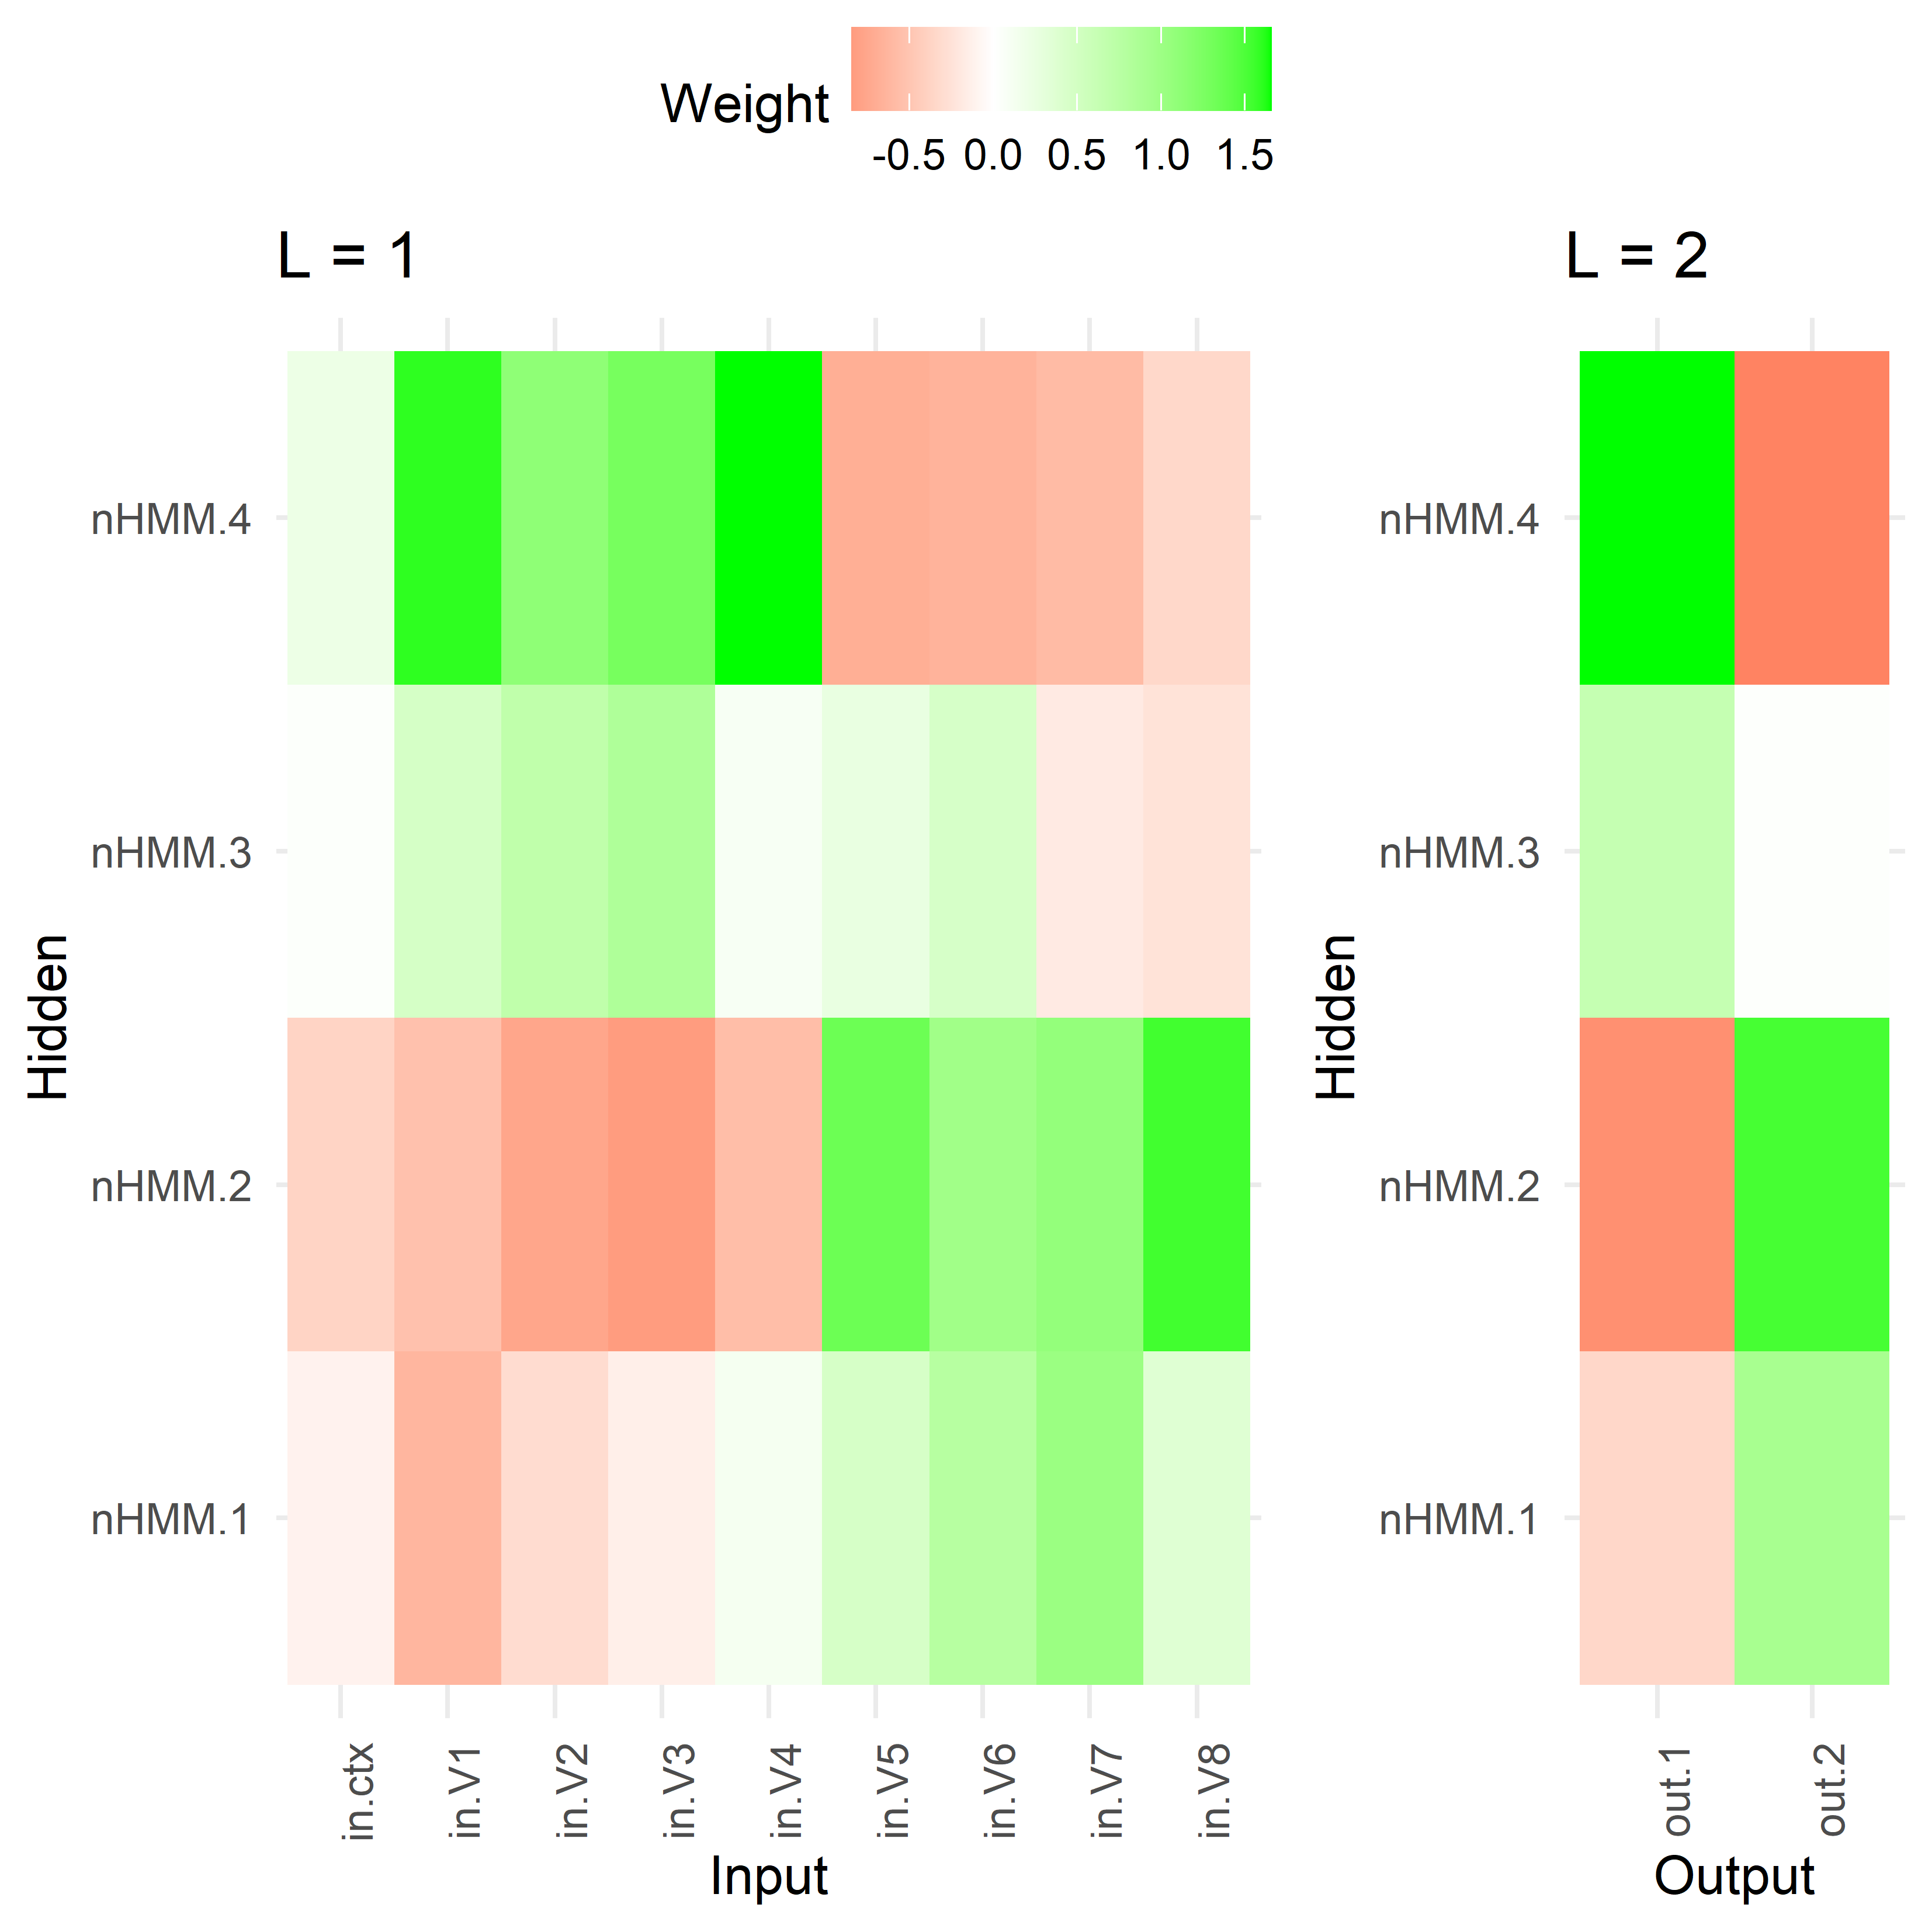 Weight
-0.5 0.0 0.5 1.0 1.5
L = 1
nHMM.4
nHMM.3
nHMM.2
nHMM.1
Hidden
in.ctx
in.V1
in.V2
in.V3
in.V4
in.V5
in.V6
in.V7
in.V8
Input
L = 2
nHMM.4
nHMM.3
nHMM.2
nHMM.1
Hidden
out.1
out.2
Output